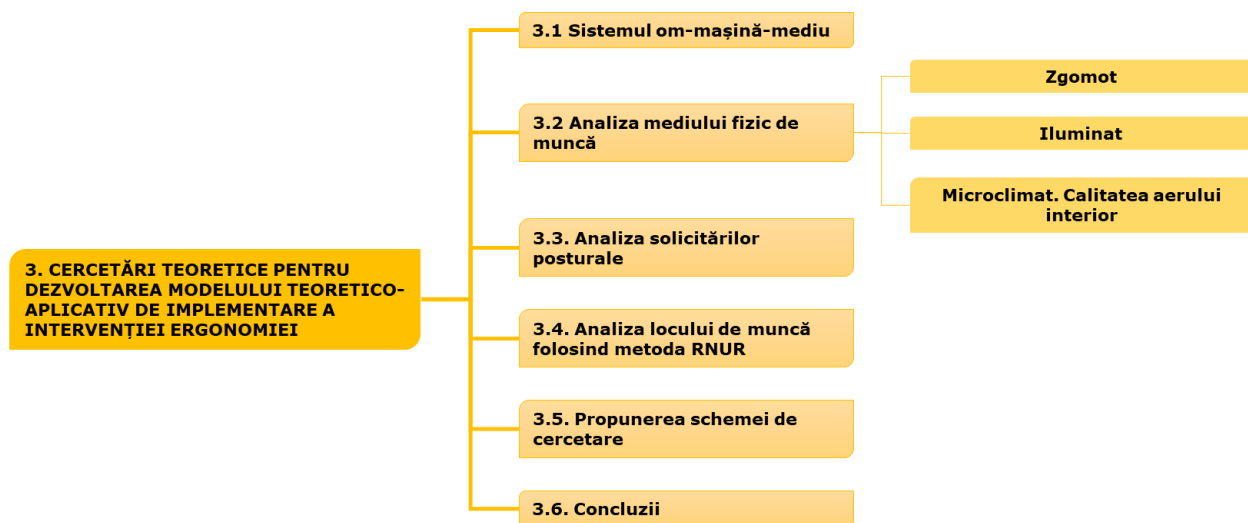 3. CERCETĂRI TEORETICE PENTRU
DEZVOLTAREA MODELULUI TEORETICO-
APLICATIV DE IMPLEMENTARE A
INTERVENȚIEI ERGONOMIEI
3.1 Sistemul om-mașină-mediu
3.2 Analiza mediului fizic de
muncă
Zgomot
Iluminat
Microclimat. Calitatea aerului
interior
3.3. Analiza solicitărilor
posturale
3.4. Analiza locului de muncă
folosind metoda RNUR
3.5. Propunerea schemei de
cercetare
3.6. Concluzii